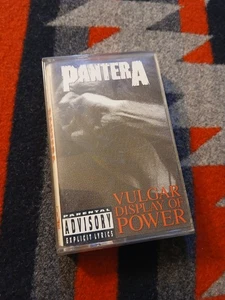 PANTERA
VULGAR
DISPLAY OF
POWER
PARENTAL
ADVISORY
EXPLICIT LYRICS